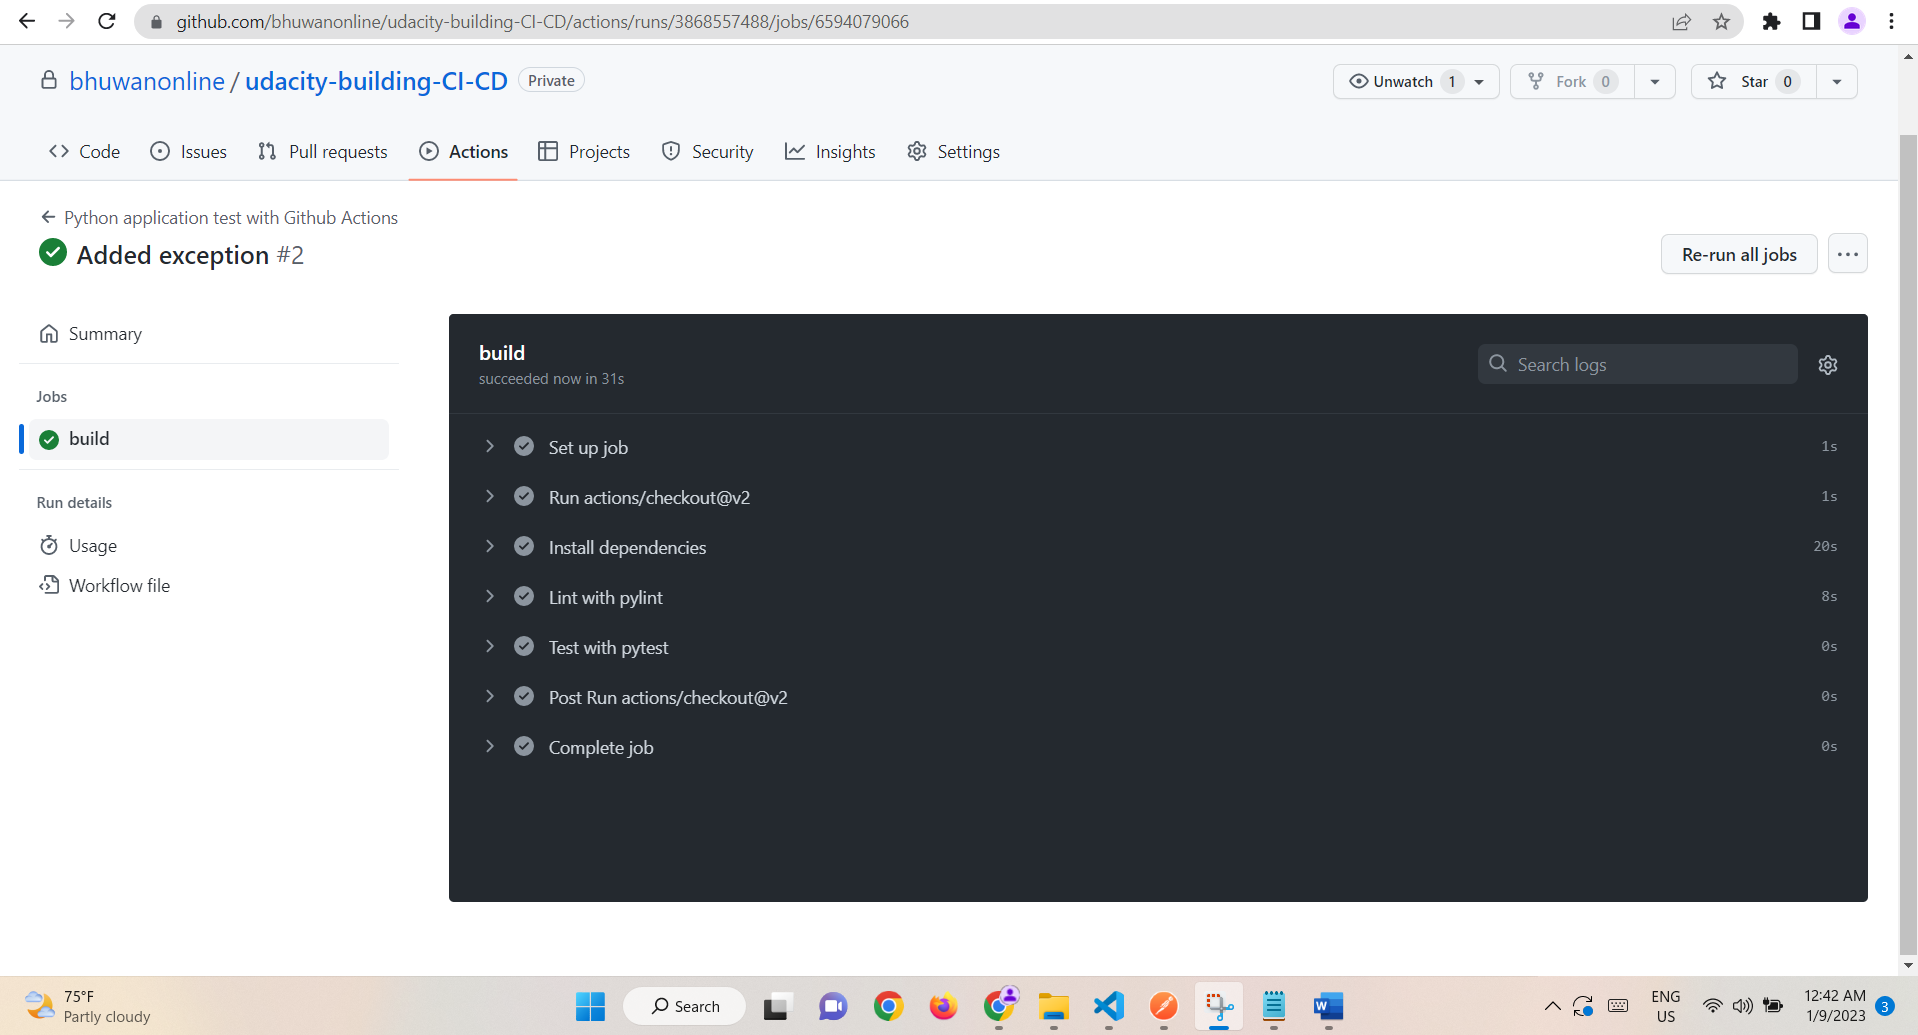 github.com/bhuwanonline/udacity-building-CI-CD/actions/runs/3868557488/jobs/6594079066
bhuwanonline / udacity-building-CI-CD Private
Unwatch 1 Fork 0 Star 0
Code Issues Pull requests Actions Projects Security Insights Settings
Python application test with Github Actions
Added exception #2
Re-run all jobs
Summary
Jobs
build
Run details
Usage
Workflow file
build
succeeded now in 31s
Search logs
Set up job 1s
Run actions/checkout@v2 1s
Install dependencies 20s
Lint with pylint 8s
Test with pytest 0s
Post Run actions/checkout@v2 0s
Complete job 0s
75°F
Partly cloudy
Search
ENG
US
12:42 AM
1/9/2023
3